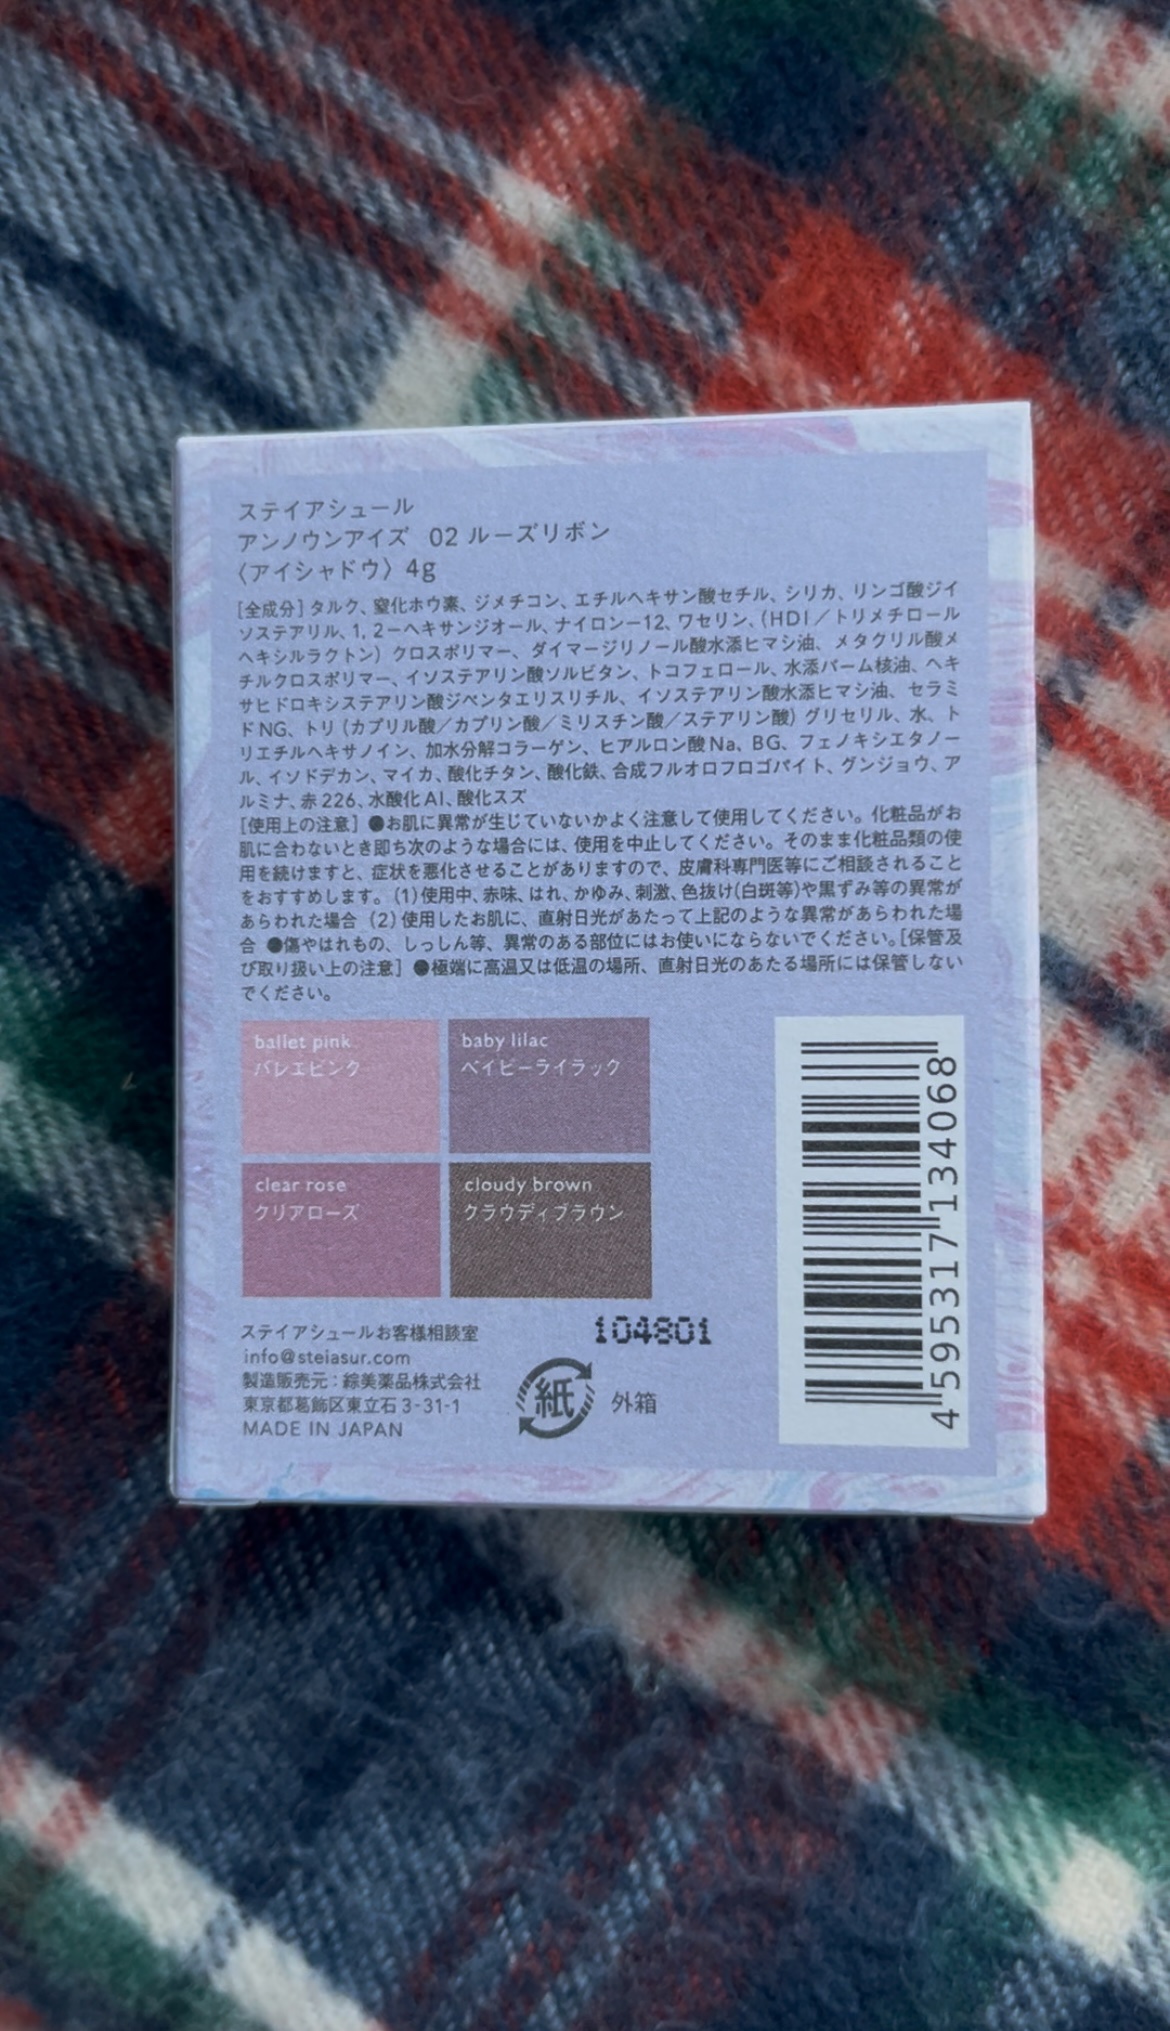 ステイアシュール
アンノウンアイズ 02 ルーズリボン
〈アイシャドウ〉4g
[全成分] タルク、窒化ホウ素、ジメチコン、エチルヘキサン酸セチル、シリカ、リンゴ酸ジイ
ソステアリル、1, 2ーヘキサンジオール、ナイロンー12、ワセリン、(HDI／トリメチロール
ヘキシルラクトン) クロスポリマー、ダイマージリノール酸水添ヒマシ油、メタクリル酸メ
チルクロスポリマー、イソステアリン酸ソルビタン、トコフェロール、水添パーム核油、ヘキ
サヒドロキシステアリン酸ジペンタエリスリチル、イソステアリン酸水添ヒマシ油、セラミ
ドNG、トリ (カプリル酸／カプリン酸／ミリスチン酸／ステアリン酸) グリセリル、水、ト
リエチルヘキサノイン、加水分解コラーゲン、ヒアルロン酸Na、BG、フェノキシエタノー
ル、イソドデカン、マイカ、酸化チタン、酸化鉄、合成フルオロフロゴパイト、グンジョウ、ア
ルミナ、赤226、水酸化Al、酸化スズ
[使用上の注意] ●お肌に異常が生じていないかよく注意して使用してください。化粧品がお
肌に合わないとき即ち次のような場合には、使用を中止してください。そのまま化粧品類の使
用を続けますと、症状を悪化させることがありますので、皮膚科専門医等にご相談されること
をおすすめします。(1)使用中、赤味、はれ、かゆみ、刺激、色抜け(白斑等)や黒ずみ等の異常が
あらわれた場合 (2)使用したお肌に、直射日光があたって上記のような異常があらわれた場
合 ●傷やはれもの、しっしん等、異常のある部位にはお使いにならないでください。[保管及
び取り扱い上の注意] ●極端に高温又は低温の場所、直射日光のあたる場所には保管しない
でください。
ballet pink
バレエピンク
baby lilac
ベイビーライラック
clear rose
クリアローズ
cloudy brown
クラウディブラウン
ステイアシュールお客様相談室
info@steiasur.com
製造販売元：綜美薬品株式会社
東京都葛飾区東立石 3-31-1
MADE IN JAPAN
104801
紙 外箱
4 595317 134068